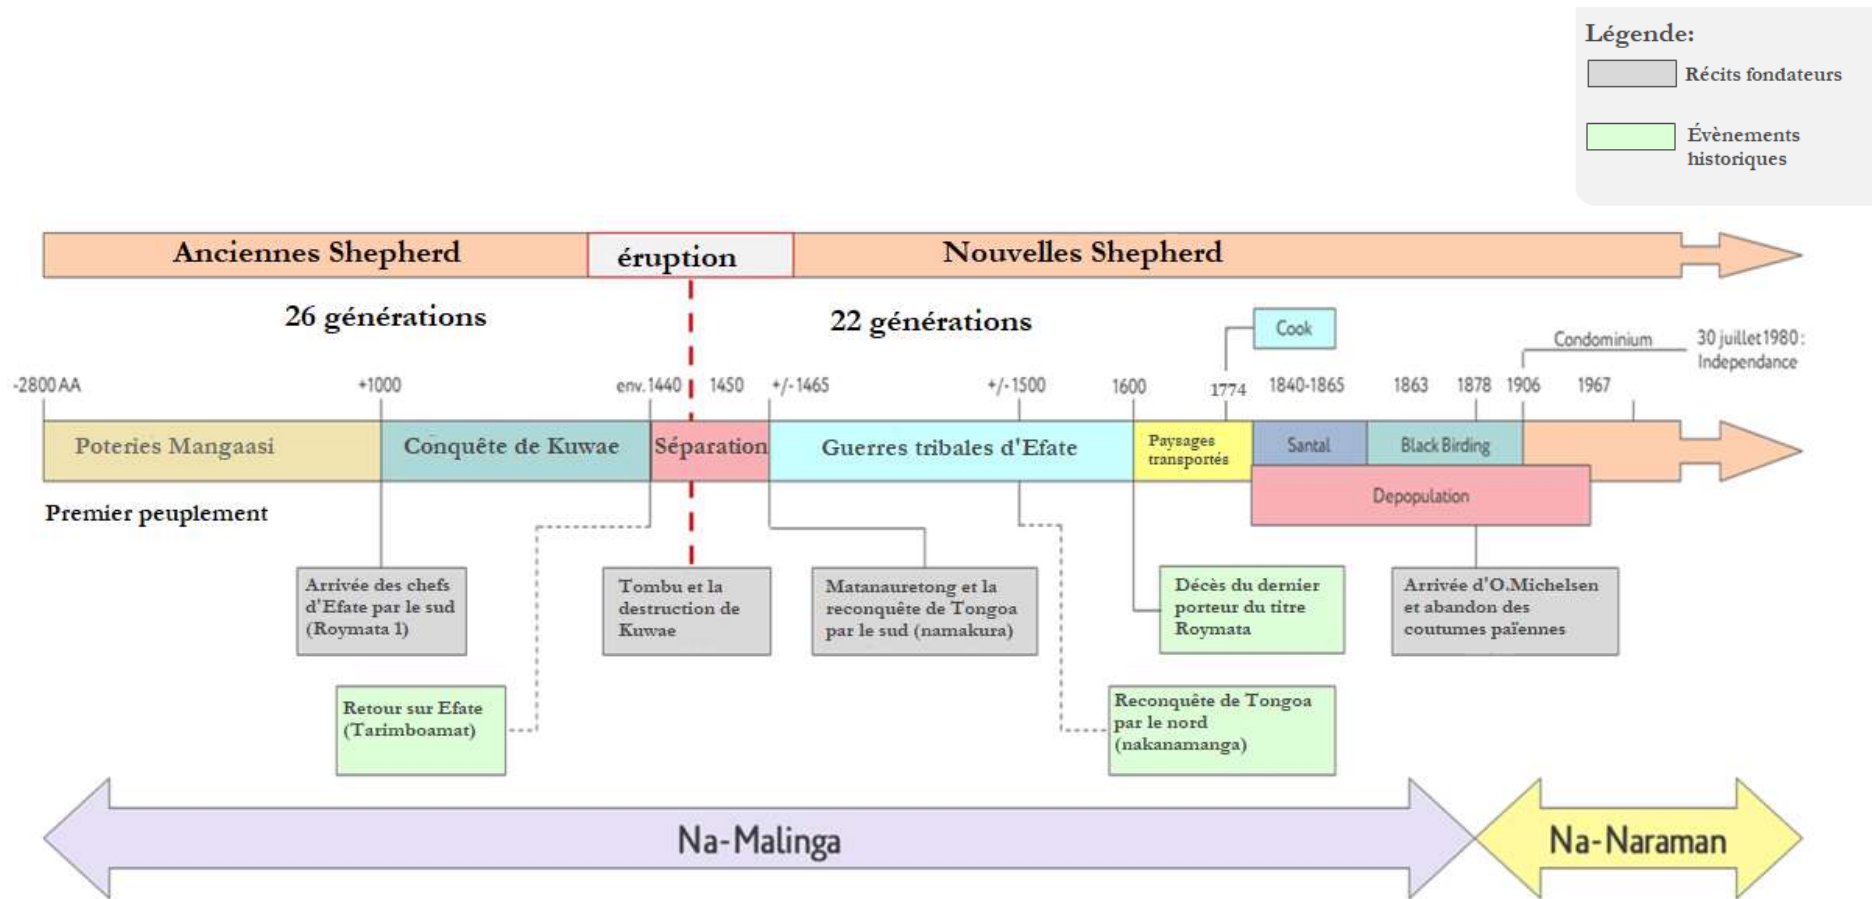 Légende:
Récits fondateurs
Évènements
historiques
Anciennes Shepherd
éruption
Nouvelles Shepherd
26 générations
22 générations
Cook
Condominium
30 juillet 1980 :
Independance
-2800 AA
+1000
env. 1440
1450
+/-1465
+/-1500
1600
1774
1840-1865
1863
1878
1906
1967
Poteries Mangaasi
Conquête de Kuwae
Séparation
Guerres tribales d'Efate
Paysages
transportés
Santal
Black Birding
Depopulation
Premier peuplement
Arrivée des chefs
d'Efate par le sud
(Roymata 1)
Tombu et la
destruction de
Kuwae
Matanauretong et la
reconquête de Tongoa
par le sud (namakura)
Décès du dernier
porteur du titre
Roymata
Arrivée d'O.Michelsen
et abandon des
coutumes païennes
Retour sur Efate
(Tarimboamat)
Reconquête de Tongoa
par le nord
(nakanamanga)
Na-Malinga
Na-Naraman